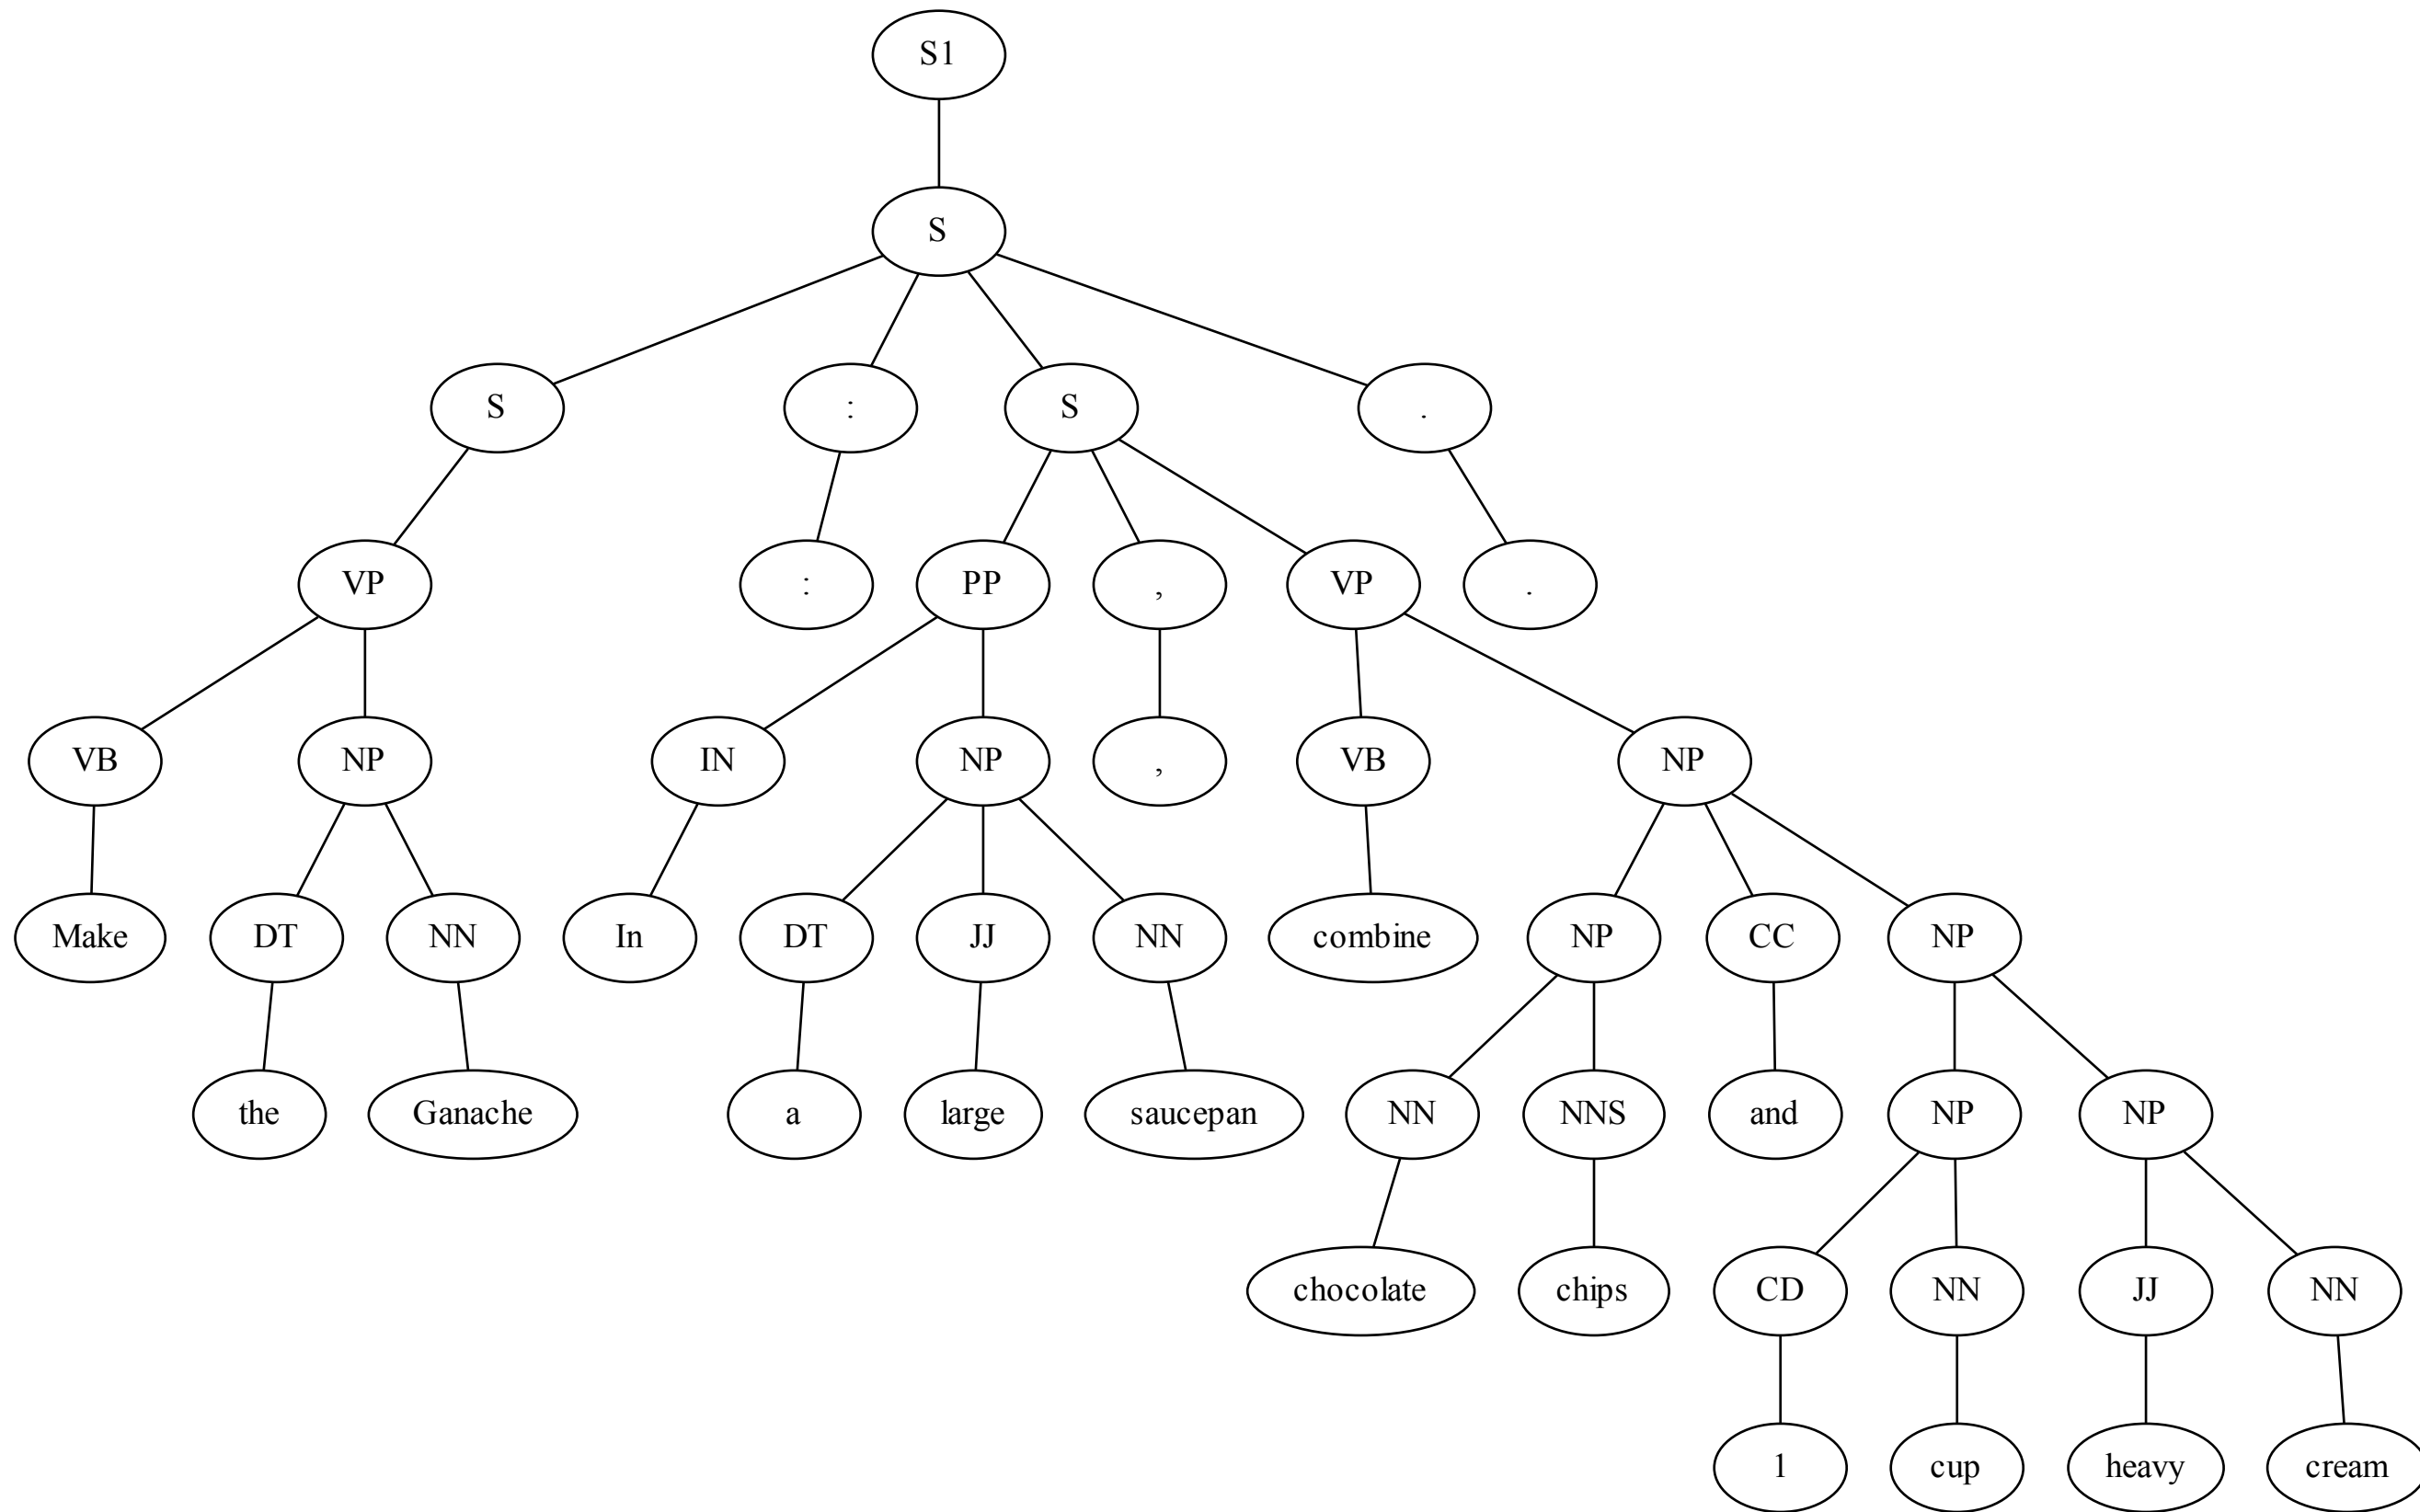 S1
S
S : S .
VP : PP , VP .
VB NP IN NP , VB NP
Make DT NN In DT JJ NN combine NP CC NP
the Ganache a large saucepan NN NNS and NP NP
chocolate chips CD NN JJ NN
1 cup heavy cream